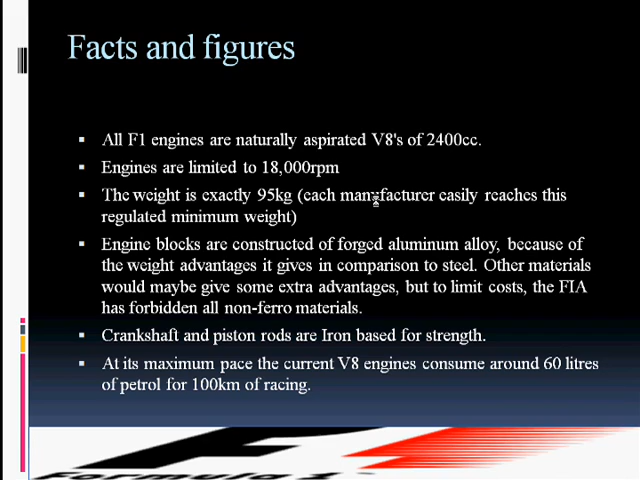 Facts and figures
All F1 engines are naturally aspirated V8's of 2400cc.
Engines are limited to 18,000rpm
The weight is exactly 95kg (each manufacturer easily reaches this
regulated minimum weight)
Engine blocks are constructed of forged aluminum alloy, because of
the weight advantages it gives in comparison to steel. Other materials
would maybe give some extra advantages, but to limit costs, the FIA
has forbidden all non-ferro materials.
Crankshaft and piston rods are Iron based for strength.
At its maximum pace the current V8 engines consume around 60 litres
of petrol for 100km of racing.
Formula 1